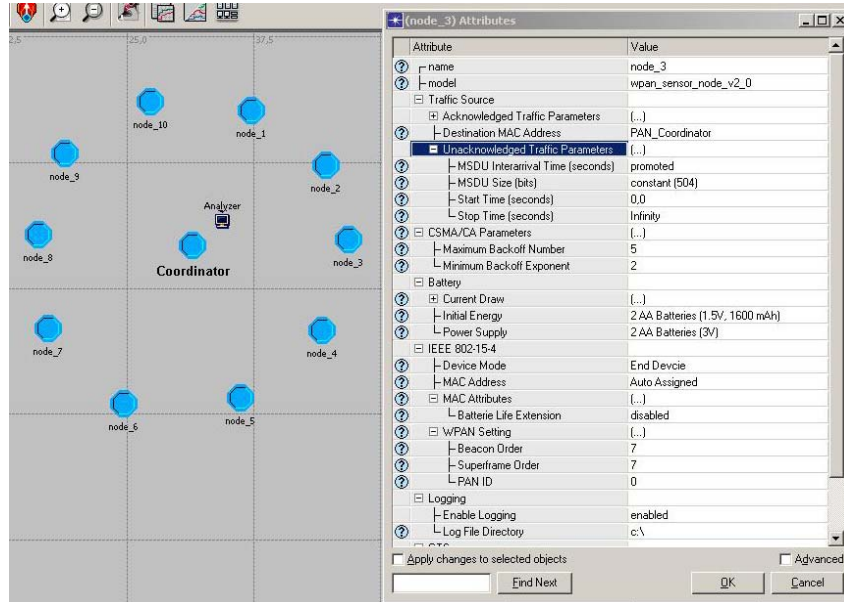 2,5
25,0
37,5
node_10
node_1
node_9
node_2
Analyzer
node_8
Coordinator
node_3
node_7
node_4
node_6
node_5
(node_3) Attributes
Attribute Value
name node_3
model wpan_sensor_node_v2_0
Traffic Source
Acknowledged Traffic Parameters (...)
Destination MAC Address PAN_Coordinator
Unacknowledged Traffic Parameters (...)
MSDU Interarrival Time (seconds) promoted
MSDU Size (bits) constant (504)
Start Time (seconds) 0,0
Stop Time (seconds) Infinity
CSMA/CA Parameters (...)
Maximum Backoff Number 5
Minimum Backoff Exponent 2
Battery
Current Draw (...)
Initial Energy 2 AA Batteries (1.5V, 1600 mAh)
Power Supply 2 AA Batteries (3V)
IEEE 802-15-4
Device Mode End Devcie
MAC Address Auto Assigned
MAC Attributes (...)
Batterie Life Extension disabled
WPAN Setting (...)
Beacon Order 7
Superframe Order 7
PAN ID 0
Logging
Enable Logging enabled
Log File Directory c:\
Apply changes to selected objects
Advanced
Find Next
OK
Cancel